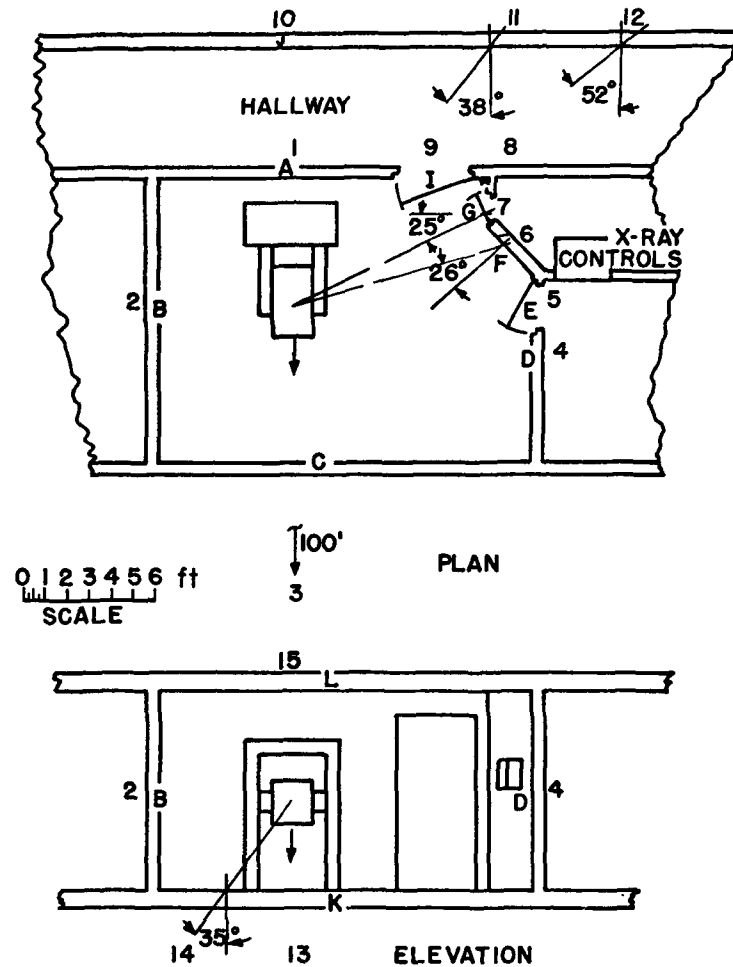 10 11 12
J
38° 52°
HALLWAY
1 9 8
A I
G 7
25°
6
F
26°
X-RAY
CONTROLS
2 B
5
E
D 4
C
100'
PLAN
3
0 1 2 3 4 5 6 ft
SCALE
15
L
2 B
D 4
K
35°
14 13 ELEVATION